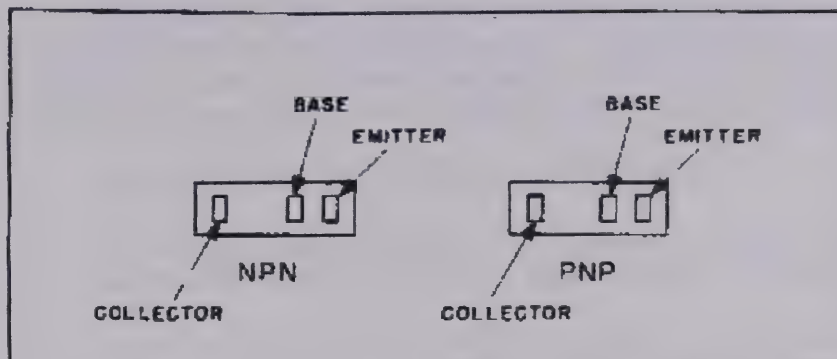 BASE
EMITTER
NPN
COLLECTOR
BASE
EMITTER
PNP
COLLECTOR